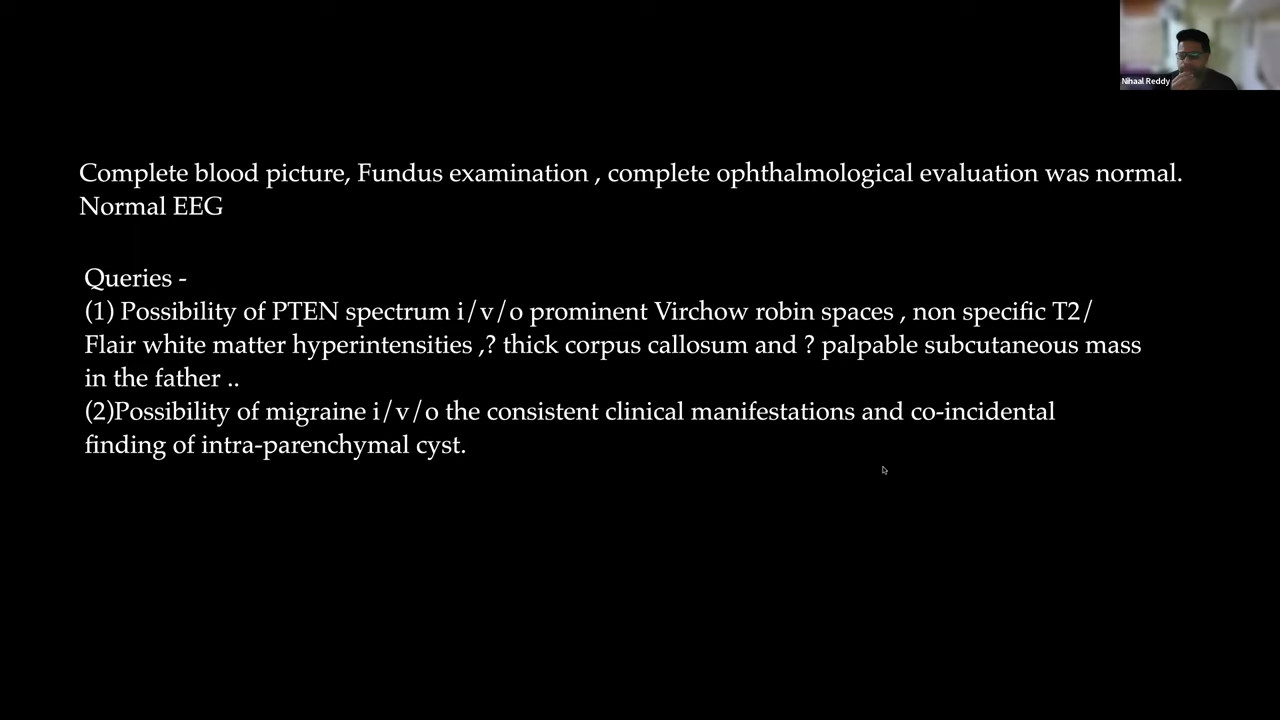 Nihaal Reddy
Complete blood picture, Fundus examination , complete ophthalmological evaluation was normal.
Normal EEG
Queries -
(1) Possibility of PTEN spectrum i/v/o prominent Virchow robin spaces , non specific T2/
Flair white matter hyperintensities ,? thick corpus callosum and ? palpable subcutaneous mass
in the father ..
(2)Possibility of migraine i/v/o the consistent clinical manifestations and co-incidental
finding of intra-parenchymal cyst.